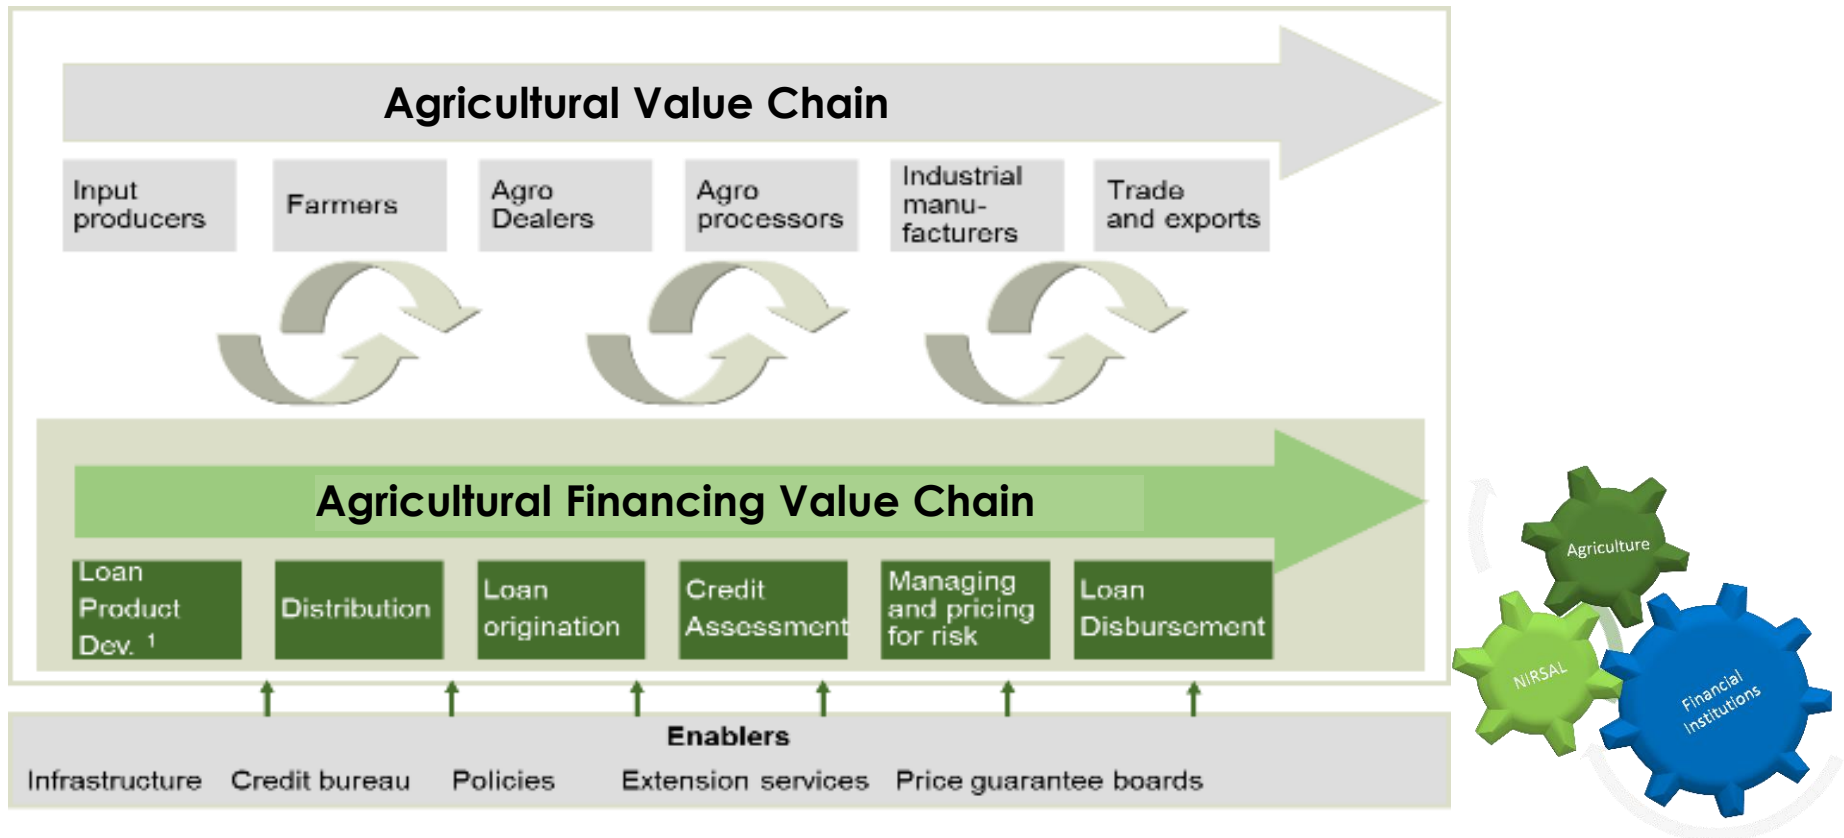 Agricultural Value Chain
Input
producers
Farmers
Agro
Dealers
Agro
processors
Industrial
manu-
facturers
Trade
and exports
Agricultural Financing Value Chain
Loan
Product
Dev. 1
Distribution
Loan
origination
Credit
Assessment
Managing
and pricing
for risk
Loan
Disbursement
Enablers
Infrastructure
Credit bureau
Policies
Extension services
Price guarantee boards
Agriculture
NIRSAL
Financial
Institutions